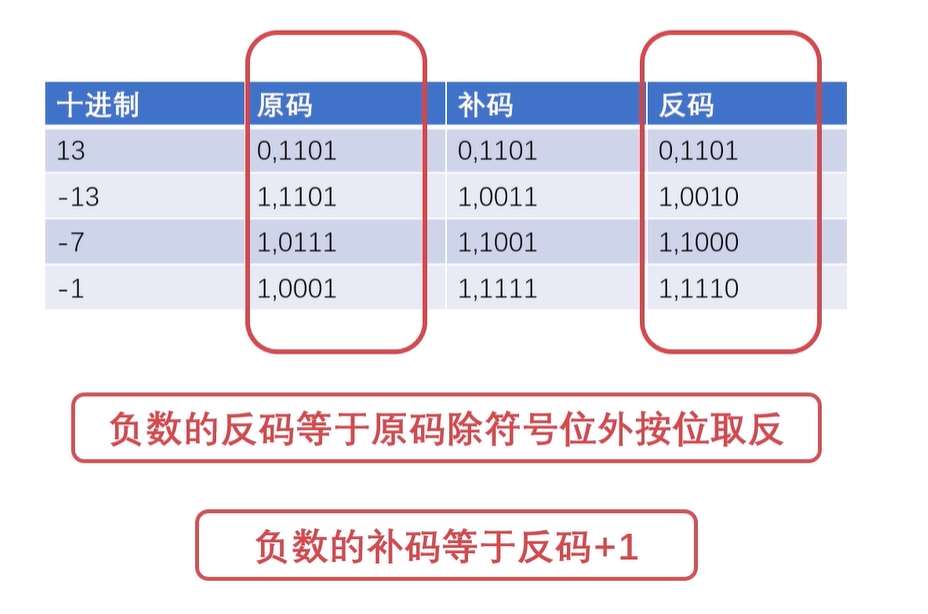 十进制 原码 补码 反码
13 0,1101 0,1101 0,1101
-13 1,1101 1,0011 1,0010
-7 1,0111 1,1001 1,1000
-1 1,0001 1,1111 1,1110
负数的反码等于原码除符号位外按位取反
负数的补码等于反码+1